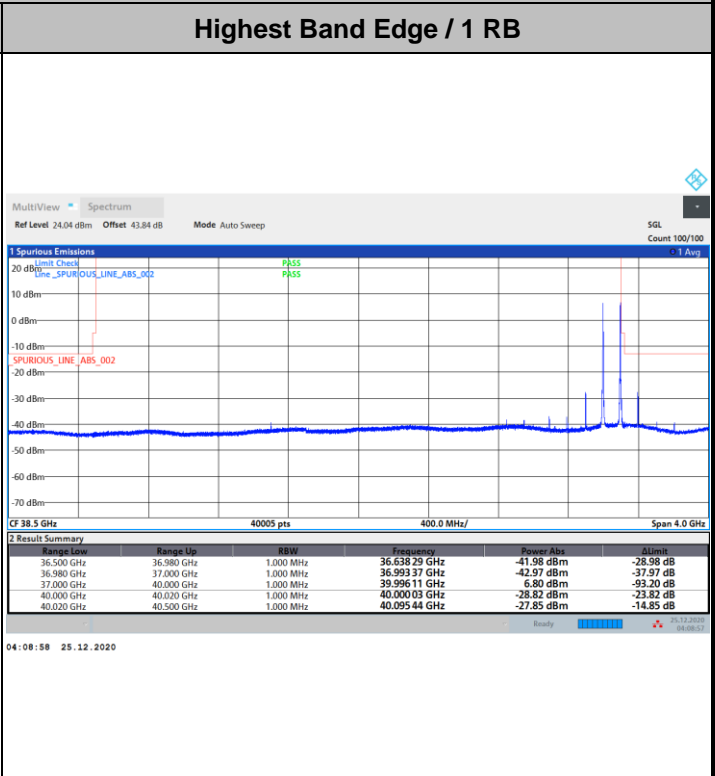 Highest Band Edge / 1 RB
MultiView Spectrum
Ref Level 24.04 dBm Offset 43.84 dB Mode Auto Sweep SGL
Count 100/100
1 Spurious Emissions 1 Avg
Limit Check PASS
20 dBm
Line _SPURIOUS_LINE_ABS_002 PASS
10 dBm
0 dBm
-10 dBm
_SPURIOUS_LINE_ABS_002
-20 dBm
-30 dBm
-40 dBm
-50 dBm
-60 dBm
-70 dBm
CF 38.5 GHz 40005 pts 400.0 MHz/ Span 4.0 GHz
2 Result Summary
Range Low Range Up RBW Frequency Power Abs ΔLimit
36.500 GHz 36.980 GHz 1.000 MHz 36.638 29 GHz -41.98 dBm -28.98 dB
36.980 GHz 37.000 GHz 1.000 MHz 36.993 37 GHz -42.97 dBm -37.97 dB
37.000 GHz 40.000 GHz 1.000 MHz 39.996 11 GHz 6.80 dBm -93.20 dB
40.000 GHz 40.020 GHz 1.000 MHz 40.000 03 GHz -28.82 dBm -23.82 dB
40.020 GHz 40.500 GHz 1.000 MHz 40.095 44 GHz -27.85 dBm -14.85 dB
Ready 25.12.2020
04:08:57
04:08:58 25.12.2020